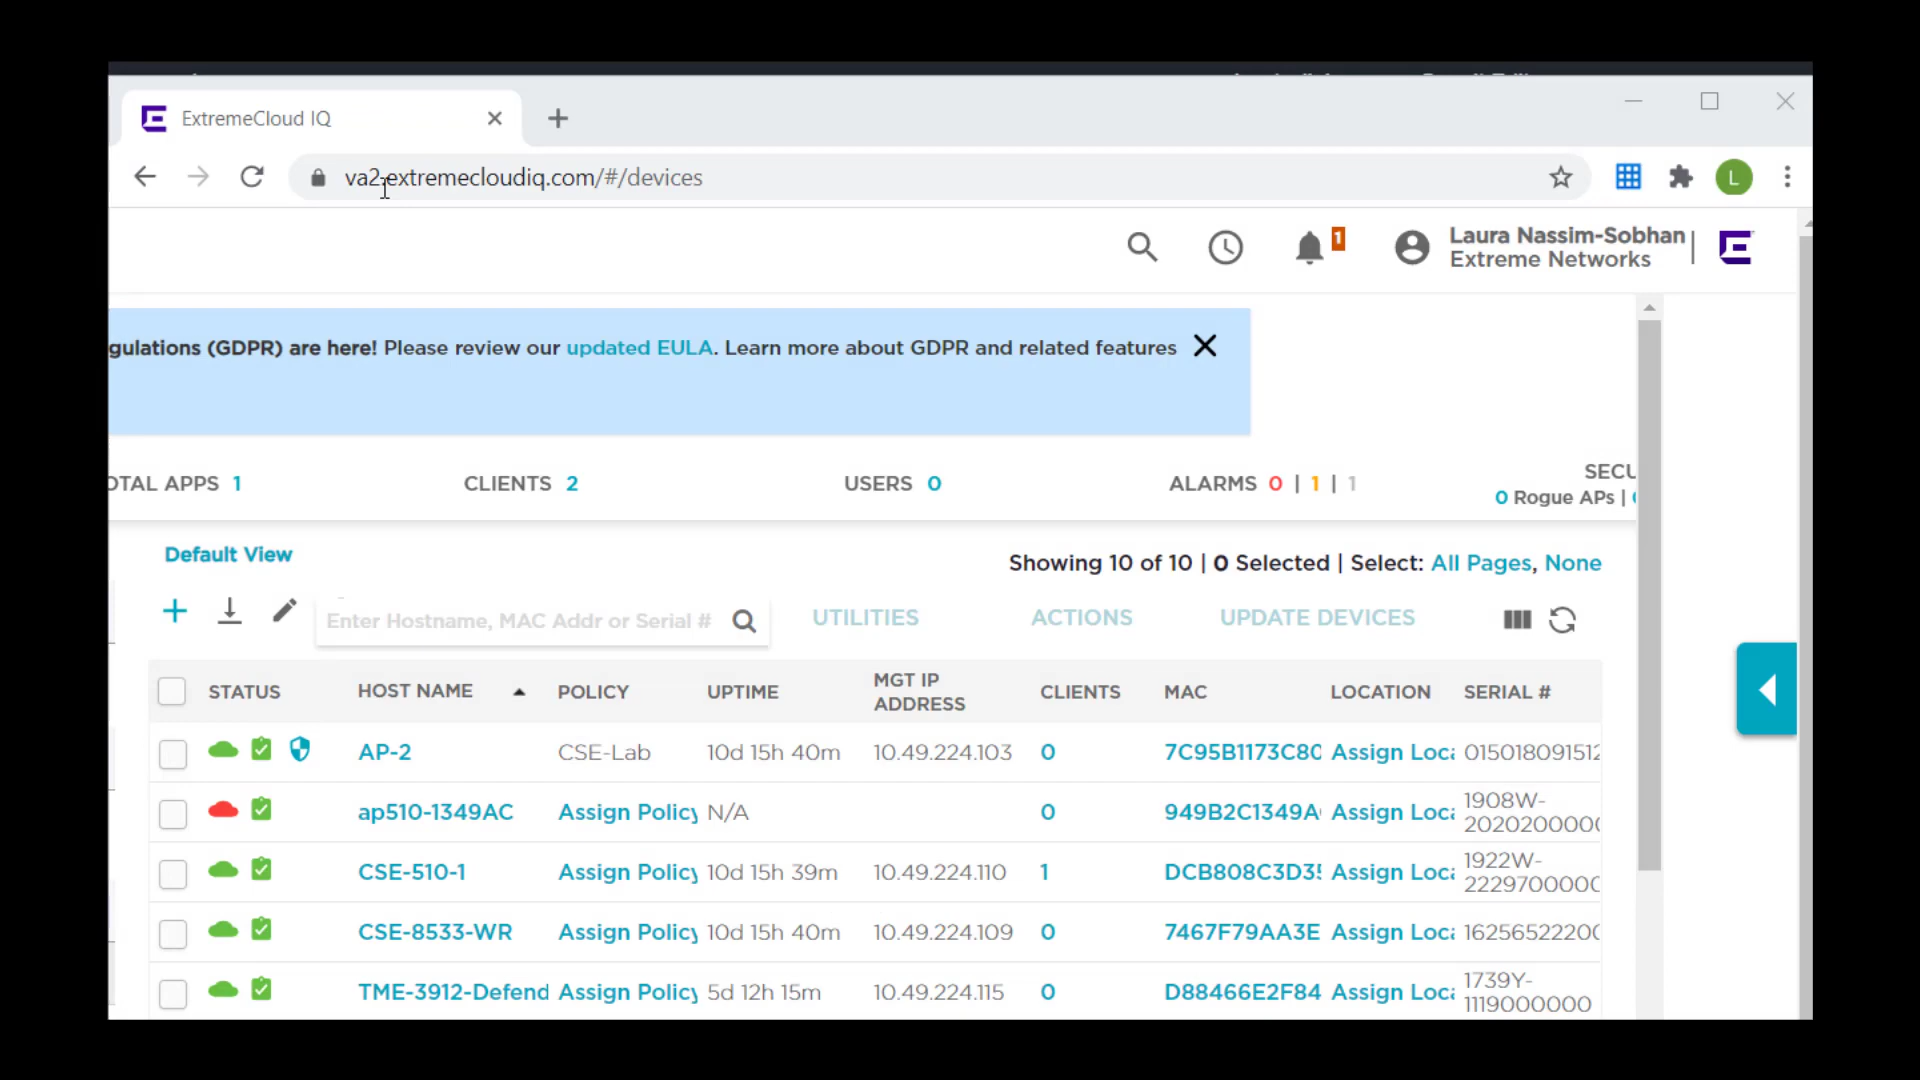 ExtremeCloud IQ
va2.extremecloudiq.com/#/devices
L
1
Laura Nassim-Sobhan
Extreme Networks
gulations (GDPR) are here! Please review our updated EULA. Learn more about GDPR and related features
OTAL APPS 1
CLIENTS 2
USERS 0
ALARMS 0 | 1 | 1
SECU
0 Rogue APs |
Default View
Showing 10 of 10 | 0 Selected | Select: All Pages, None
Enter Hostname, MAC Addr or Serial #
UTILITIES
ACTIONS
UPDATE DEVICES
STATUS HOST NAME POLICY UPTIME MGT IP ADDRESS CLIENTS MAC LOCATION SERIAL #
AP-2 CSE-Lab 10d 15h 40m 10.49.224.103 0 7C95B1173C80 Assign Loca 015018091512
ap510-1349AC Assign Policy N/A 0 949B2C1349A Assign Loca 1908W-
2020200000
CSE-510-1 Assign Policy 10d 15h 39m 10.49.224.110 1 DCB808C3D35 Assign Loca 1922W-
2229700000
CSE-8533-WR Assign Policy 10d 15h 40m 10.49.224.109 0 7467F79AA3E Assign Loca 16256522200
TME-3912-Defend Assign Policy 5d 12h 15m 10.49.224.115 0 D88466E2F84 Assign Loca 1739Y-
1119000000